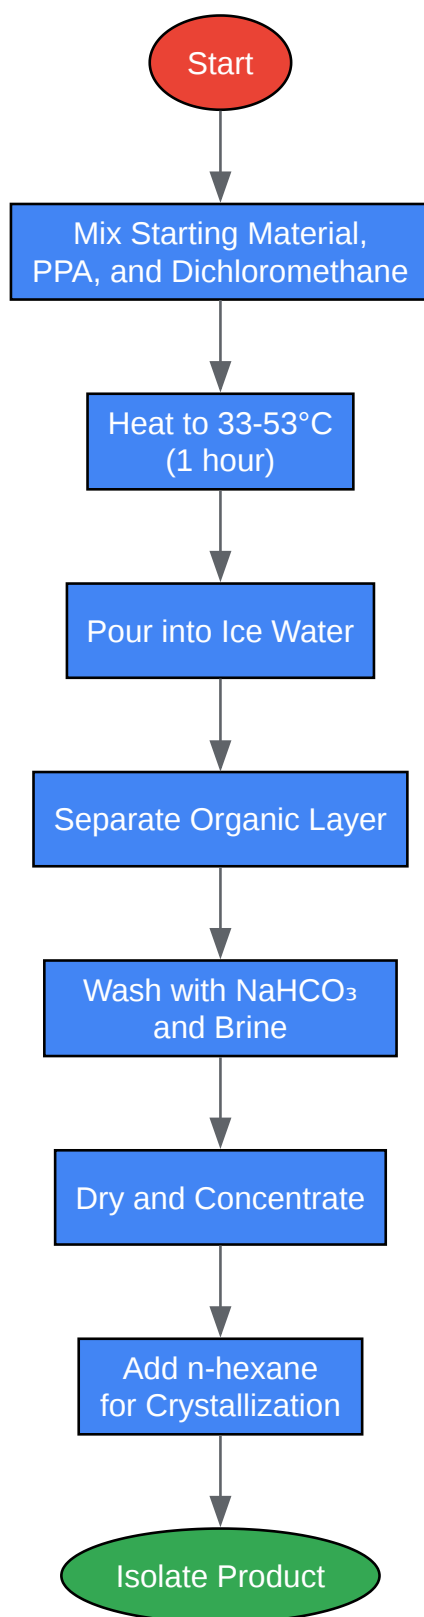 Start
Mix Starting Material,
PPA, and Dichloromethane
Heat to 33-53°C
(1 hour)
Pour into Ice Water
Separate Organic Layer
Wash with NaHCO₃
and Brine
Dry and Concentrate
Add n-hexane
for Crystallization
Isolate Product